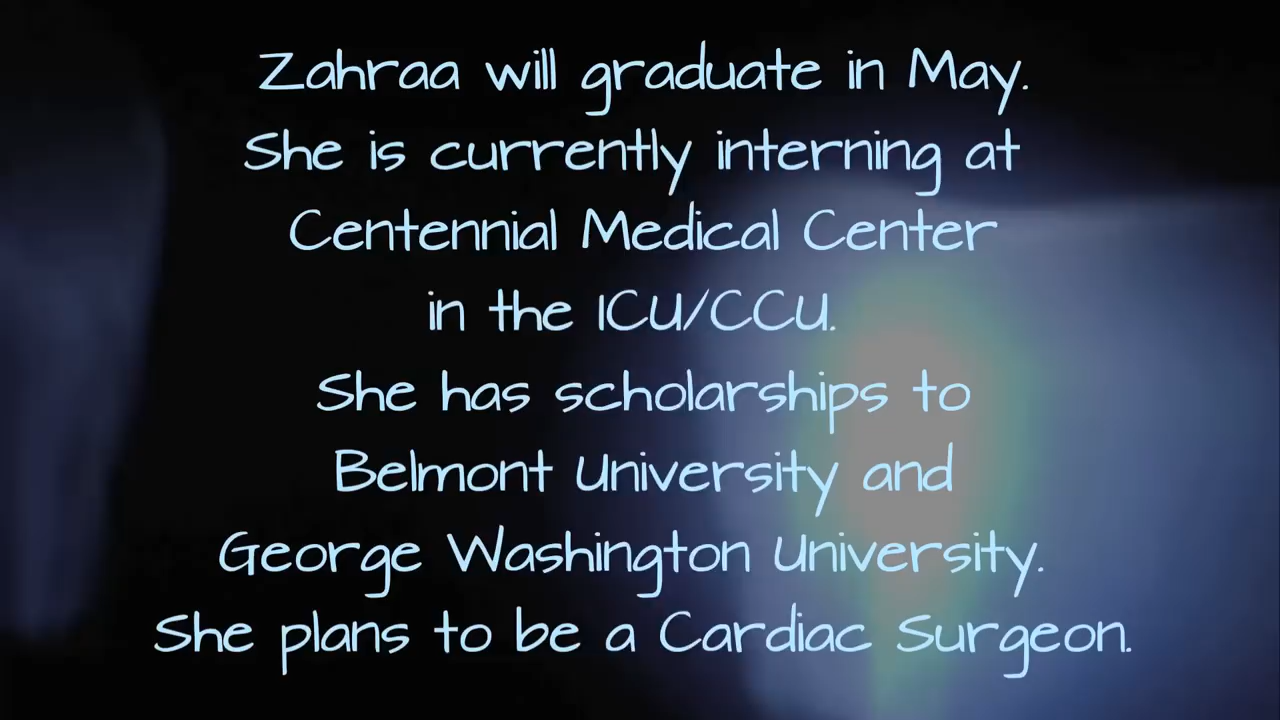 Zahraa will graduate in May.
She is currently interning at
Centennial Medical Center
in the ICU/CCU.
She has scholarships to
Belmont University and
George Washington University.
She plans to be a Cardiac Surgeon.